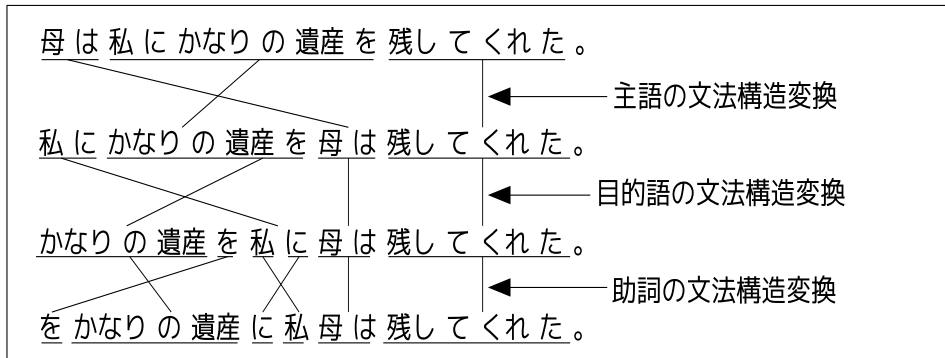 母は私にかなりの遺産を残してくれた。
主語の文法構造変換
私にかなりの遺産を母は残してくれた。
目的語の文法構造変換
かなりの遺産を私に母は残してくれた。
助詞の文法構造変換
をかなりの遺産に私母は残してくれた。